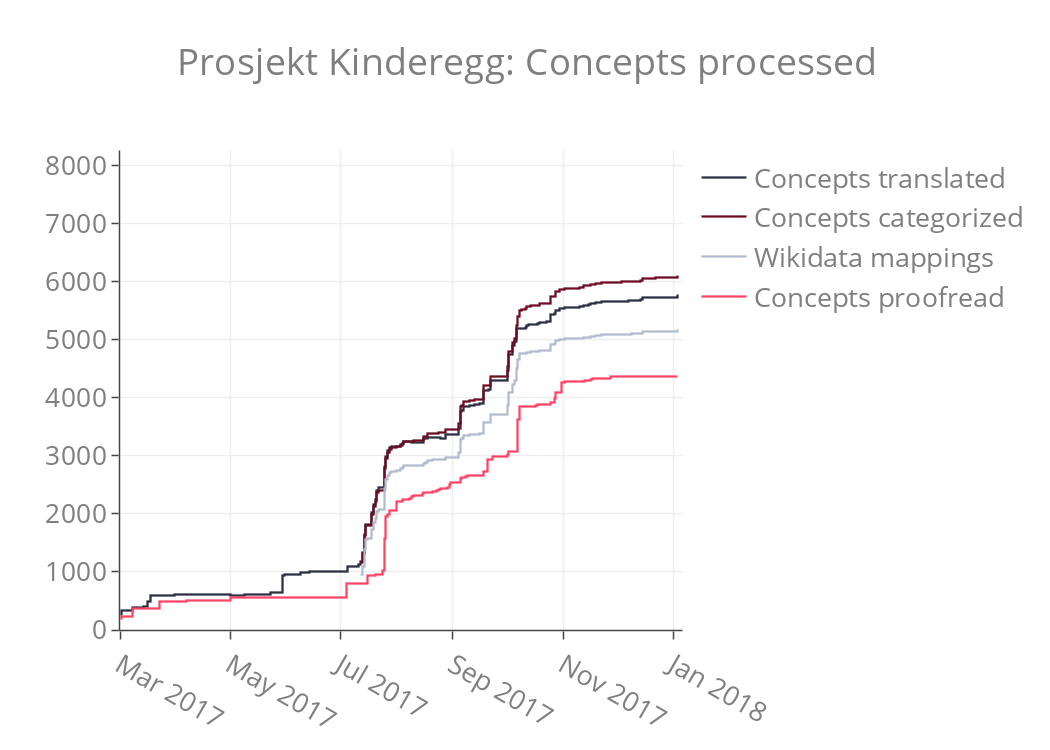 Prosjekt Kinderegg: Concepts processed
8000
7000
6000
5000
4000
3000
2000
1000
0
Mar 2017
May 2017
Jul 2017
Sep 2017
Nov 2017
Jan 2018
Concepts translated
Concepts categorized
Wikidata mappings
Concepts proofread